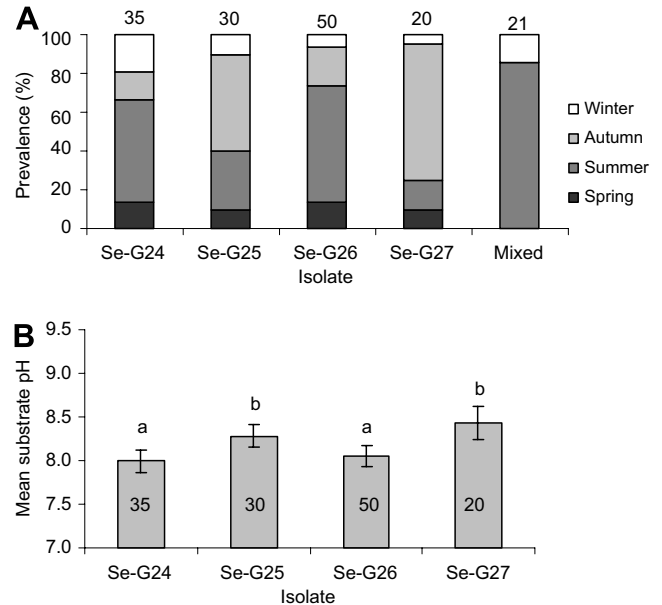 A
35 30 50 20 21
100
80
60
40
20
0
Prevalence (%)
Winter
Autumn
Summer
Spring
Se-G24 Se-G25 Se-G26 Se-G27 Mixed
Isolate
B
9.5
9.0
8.5
8.0
7.5
7.0
Mean substrate pH
a b a b
35 30 50 20
Se-G24 Se-G25 Se-G26 Se-G27
Isolate